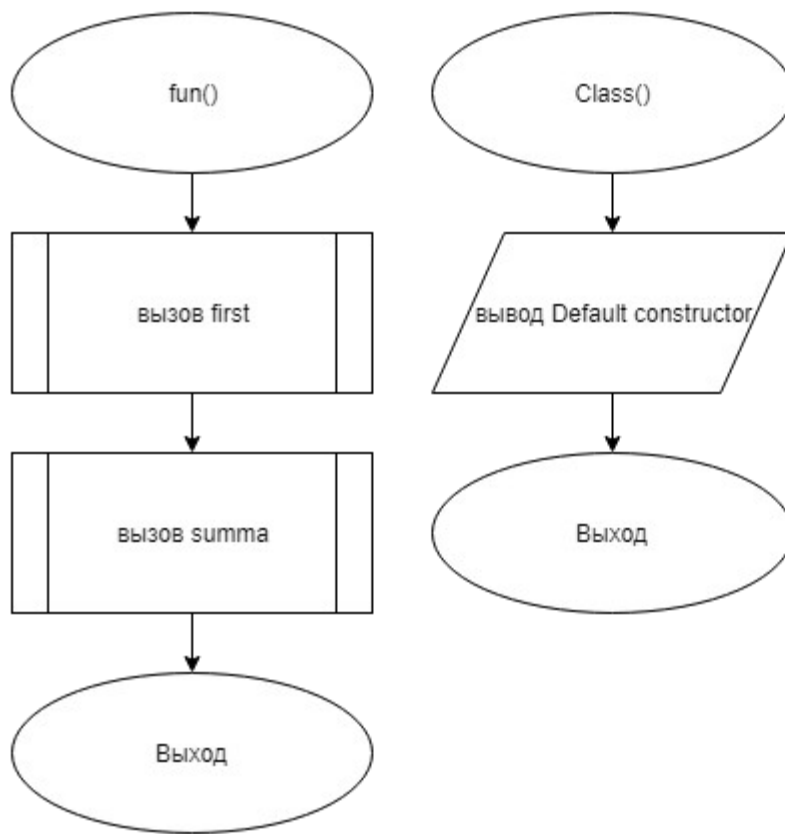 fun()
вызов first
вызов summa
Выход
Class()
вывод Default constructor
Выход